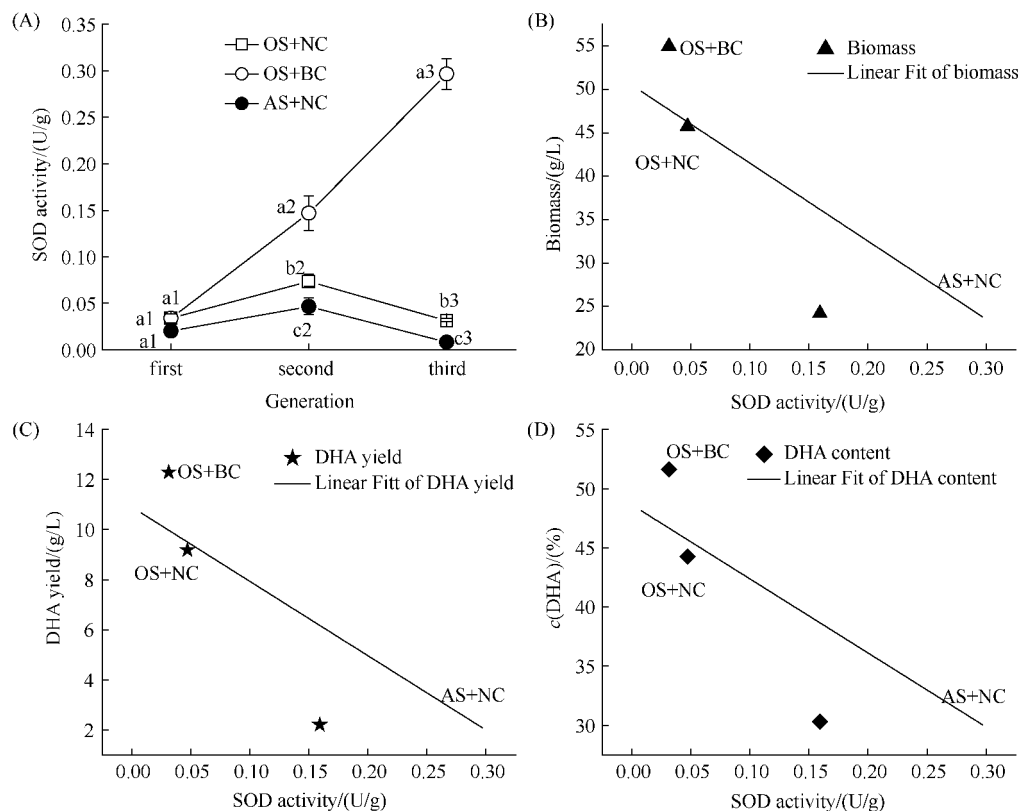 (A)
0.35
0.30
0.25
0.20
0.15
0.10
0.05
0.00
SOD activity/(U/g)
OS+NC
OS+BC
AS+NC
a1
a1
a1
a2
b2
c2
a3
b3
c3
first
second
third
Generation
(B)
55
50
45
40
35
30
25
20
Biomass/(g/L)
OS+BC
OS+NC
AS+NC
Biomass
Linear Fit of biomass
0.00
0.05
0.10
0.15
0.20
0.25
0.30
SOD activity/(U/g)
(C)
14
12
10
8
6
4
2
DHA yield/(g/L)
DHA yield
Linear Fitt of DHA yield
OS+BC
OS+NC
AS+NC
0.00
0.05
0.10
0.15
0.20
0.25
0.30
SOD activity/(U/g)
(D)
55
50
45
40
35
30
c(DHA)/(%)
OS+BC
OS+NC
AS+NC
DHA content
Linear Fit of DHA content
0.00
0.05
0.10
0.15
0.20
0.25
0.30
SOD activity/(U/g)